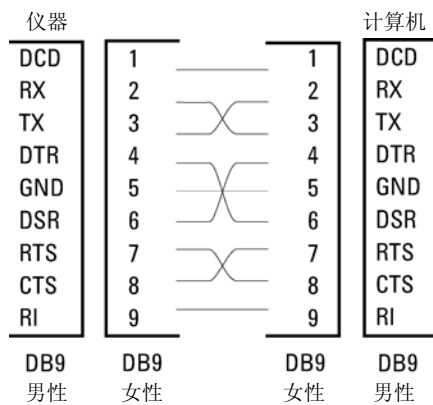 仪器 计算机
DCD 1 1 DCD
RX 2 2 RX
TX 3 3 TX
DTR 4 4 DTR
GND 5 5 GND
DSR 6 6 DSR
RTS 7 7 RTS
CTS 8 8 CTS
RI 9 9 RI
DB9 DB9 DB9 DB9
男性 女性 女性 男性